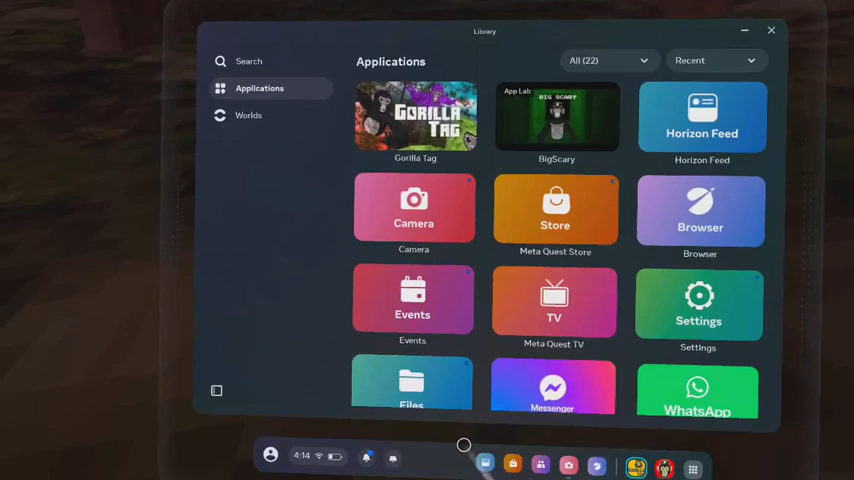 Library
Search
Applications
Worlds
Applications
All (22)
Recent
GORILLA TAG
Gorilla Tag
App Lab
BIG SCARY
BigScary
Horizon Feed
Horizon Feed
Camera
Camera
Store
Meta Quest Store
Browser
Browser
Events
Events
TV
Meta Quest TV
Settings
Settings
Files
Messenger
WhatsApp
4:14